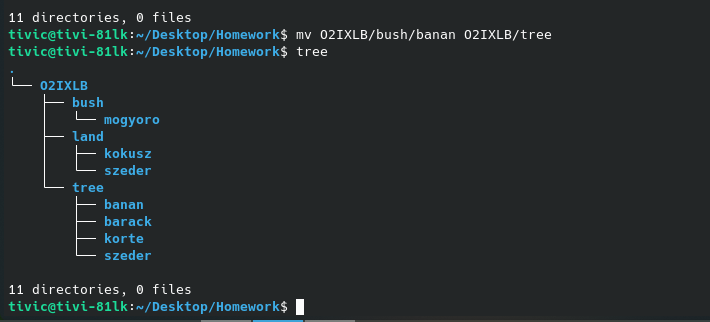 11 directories, 0 files
tivic@tivi-81lk:~/Desktop/Homework$ mv O2IXLB/bush/banan O2IXLB/tree
tivic@tivi-81lk:~/Desktop/Homework$ tree
.
└── O2IXLB
    ├── bush
    │   └── mogyoro
    ├── land
    │   ├── kokusz
    │   └── szeder
    └── tree
        ├── banan
        ├── barack
        ├── korte
        └── szeder
11 directories, 0 files
tivic@tivi-81lk:~/Desktop/Homework$